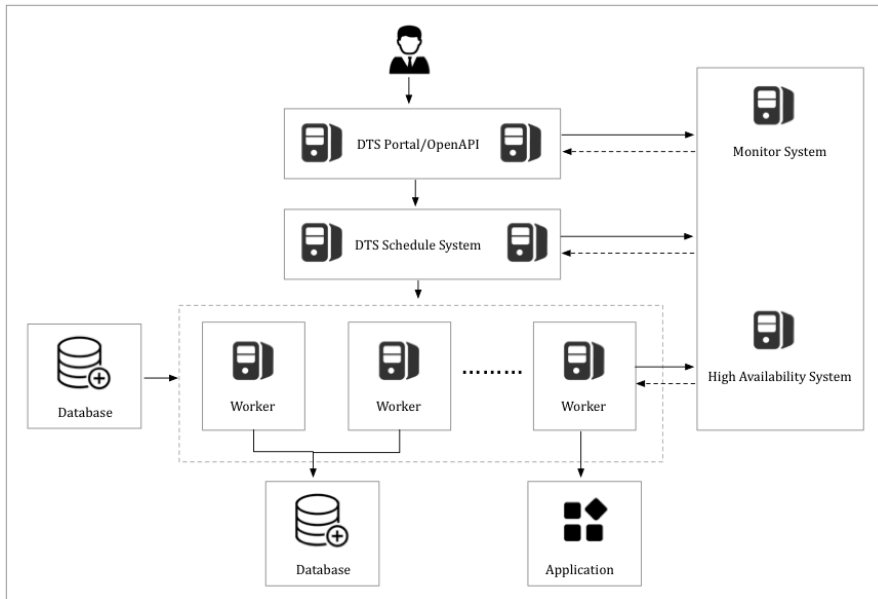 DTS Portal/OpenAPI
Monitor System
DTS Schedule System
High Availability System
Database
Worker
Worker
.........
Worker
Database
Application